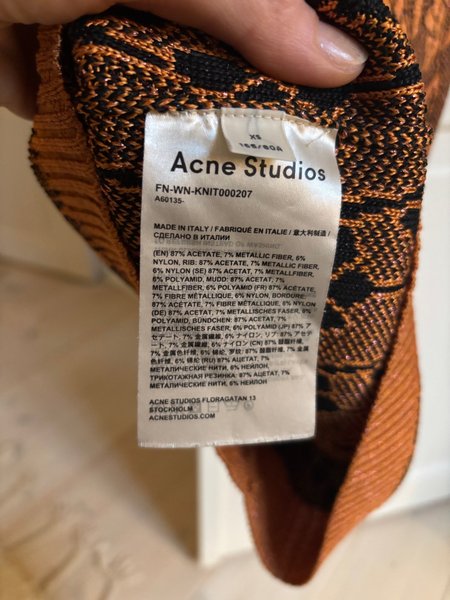 XS
165/80A
Acne Studios
FN-WN-KNIT000207
A60135-
MADE IN ITALY / FABRIQUÉ EN ITALIE / 意大利制造 /
СДЕЛАНО В ИТАЛИИ
(EN) 87% ACETATE, 7% METALLIC FIBER, 6%
NYLON, RIB: 87% ACETATE, 7% METALLIC FIBER,
6% NYLON (SE) 87% ACETAT, 7% METALLFIBER,
6% POLYAMID, MUDD: 87% ACETAT, 7%
METALLFIBER, 6% POLYAMID (FR) 87% ACÉTATE,
7% FIBRE MÉTALLIQUE, 6% NYLON, BORDURE:
87% ACÉTATE, 7% FIBRE MÉTALLIQUE, 6% NYLON
(DE) 87% ACETAT, 7% METALLISCHES FASER, 6%
POLYAMID, BÜNDCHEN: 87% ACETAT, 7%
METALLISCHES FASER, 6% POLYAMID (JP) 87% ア
セテート, 7% 金属繊維, 6% ナイロン, リブ: 87% アセテ
ート, 7% 金属繊維, 6% ナイロン (CN) 87% 醋酯纤维,
7% 金属色纤维, 6% 锦纶, 罗纹: 87% 醋酯纤维, 7%
金属色纤维, 6% 锦纶 (RU) 87% АЦЕТАТ, 7%
МЕТАЛИЧЕСКИЕ НИТИ, 6% НЕЙЛОН,
ТРИКОТАЖНАЯ РЕЗИНКА: 87% АЦЕТАТ, 7%
МЕТАЛИЧЕСКИЕ НИТИ, 6% НЕЙЛОН
ACNE STUDIOS FLORAGATAN 13
STOCKHOLM
ACNESTUDIOS.COM